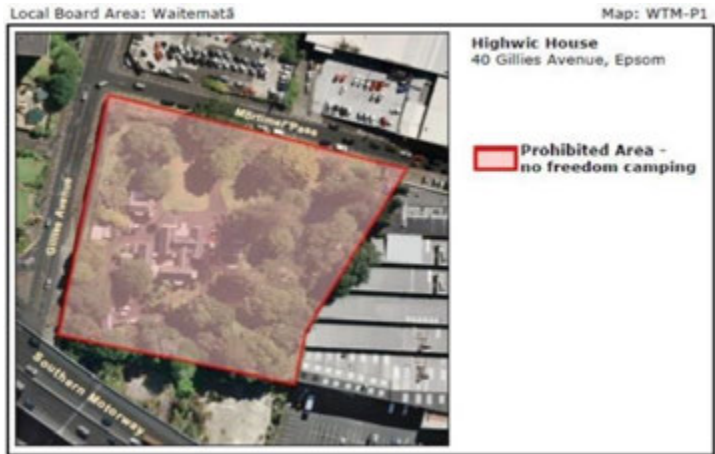 Local Board Area: Waitematā
Map: WTM-P1
Highwic House
40 Gillies Avenue, Epsom
Mortimer Pass
Prohibited Area -
no freedom camping
Gillies Avenue
Southern Motorway